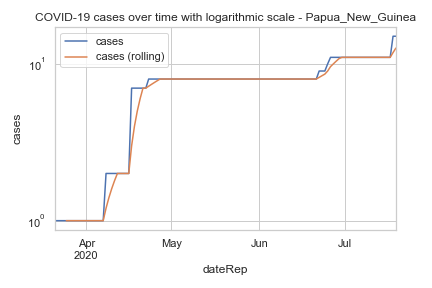 COVID-19 cases over time with logarithmic scale - Papua_New_Guinea
cases
cases (rolling)
10¹
cases
10⁰
Apr May Jun Jul
2020
dateRep